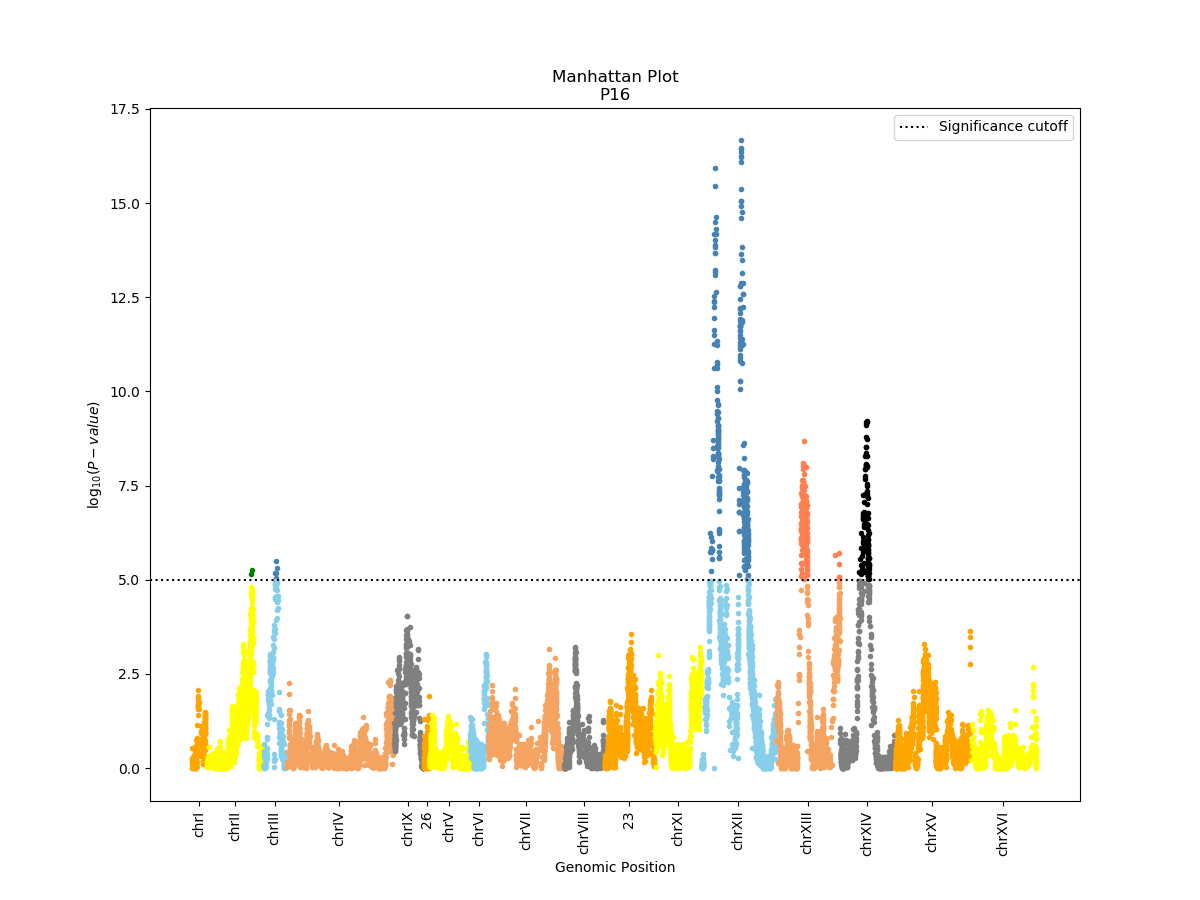 Manhattan Plot
P16
Significance cutoff
17.5
15.0
12.5
10.0
7.5
5.0
2.5
0.0
log10(P − value)
chrI
chrII
chrIII
chrIV
chrIX
26
chrV
chrVI
chrVII
chrVIII
23
chrXI
chrXII
chrXIII
chrXIV
chrXV
chrXVI
Genomic Position